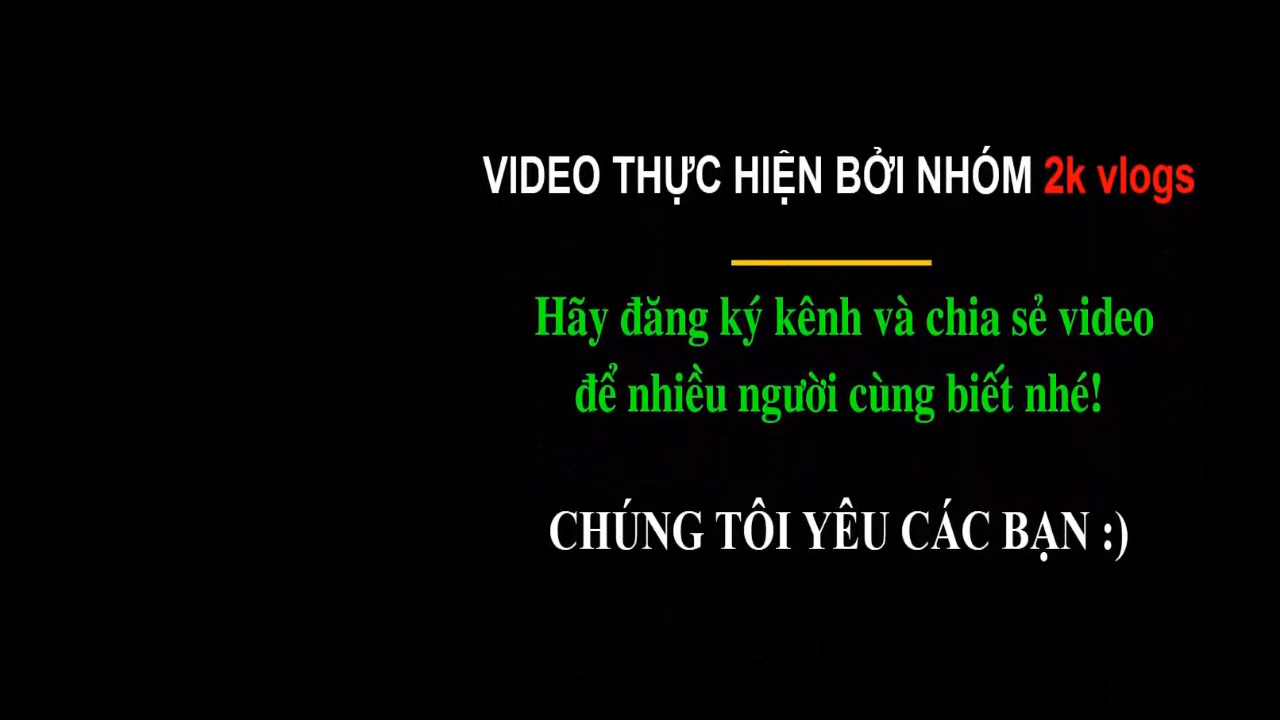 VIDEO THỰC HIỆN BỞI NHÓM 2k vlogs
Hãy đăng ký kênh và chia sẻ video
để nhiều người cùng biết nhé!
CHÚNG TÔI YÊU CÁC BẠN :)